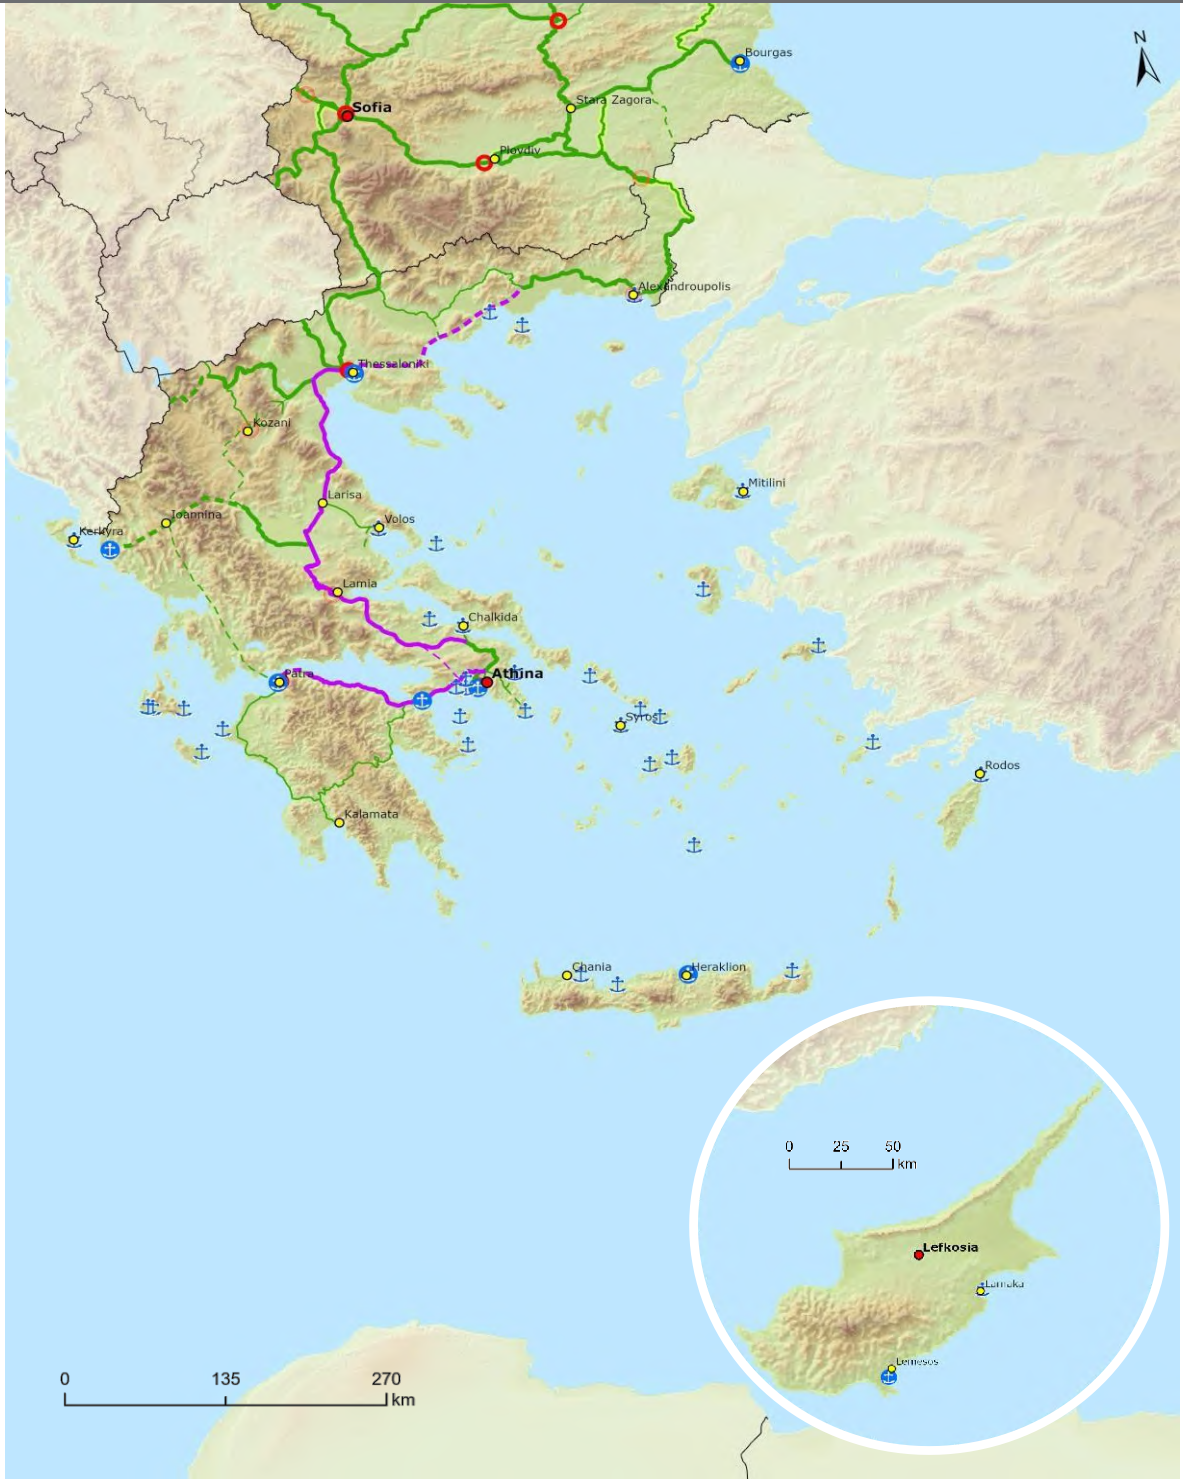 N
Bourgas
Stara Zagora
Sofia
Plovdiv
Alexandroupolis
Thessaloniki
Kozani
Mitilini
Larisa
Ioannina
Volos
Kerkyra
Lamia
Chalkida
Athina
Patra
Syros
Rodos
Kalamata
Chania
Heraklion
0 25 50
km
Lefkosia
Larnaka
Lemesos
0 135 270
km